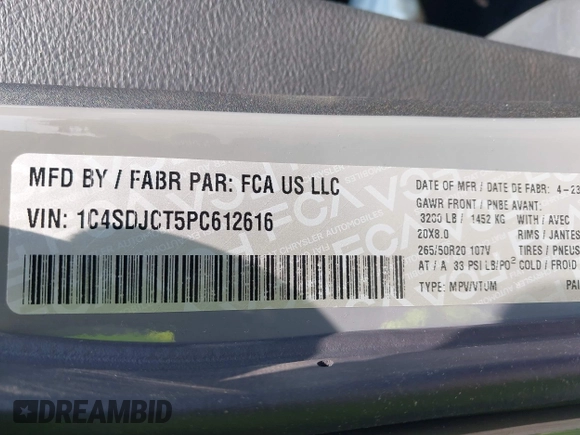 MFD BY / FABR PAR: FCA US LLC
VIN: 1C4SDJCT5PC612616
DATE OF MFR / DATE DE FABR: 4-23
GAWR FRONT / PNBE AVANT:
3200 LB / 1452 KG WITH / AVEC
20X8.0 RIMS / JANTES
265/50R20 107V TIRES / PNEUS
AT / A 33 PSI LB/PO² COLD / FROID
TYPE: MPV/VTUM PAI
DREAMBID